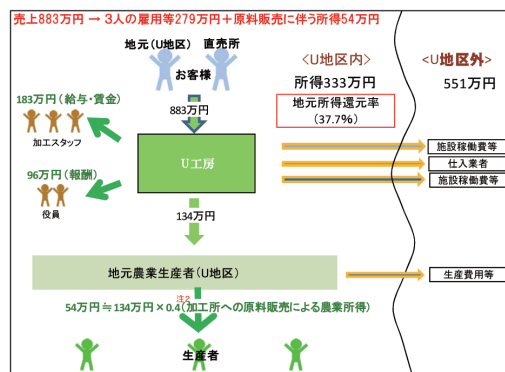 売上883万円 → 3人の雇用等279万円＋原料販売に伴う所得54万円
地元（U地区）
直売所
お客様
＜U地区内＞
＜U地区外＞
所得333万円
551万円
地元所得還元率
（37.7%）
183万円（給与・賃金）
加工スタッフ
883万円
U工房
施設稼働費等
仕入業者
施設稼働費等
96万円（報酬）
役員
134万円
地元農業生産者（U地区）
生産費用等
注2
54万円≒134万円×0.4（加工所への原料販売による農業所得）
生産者